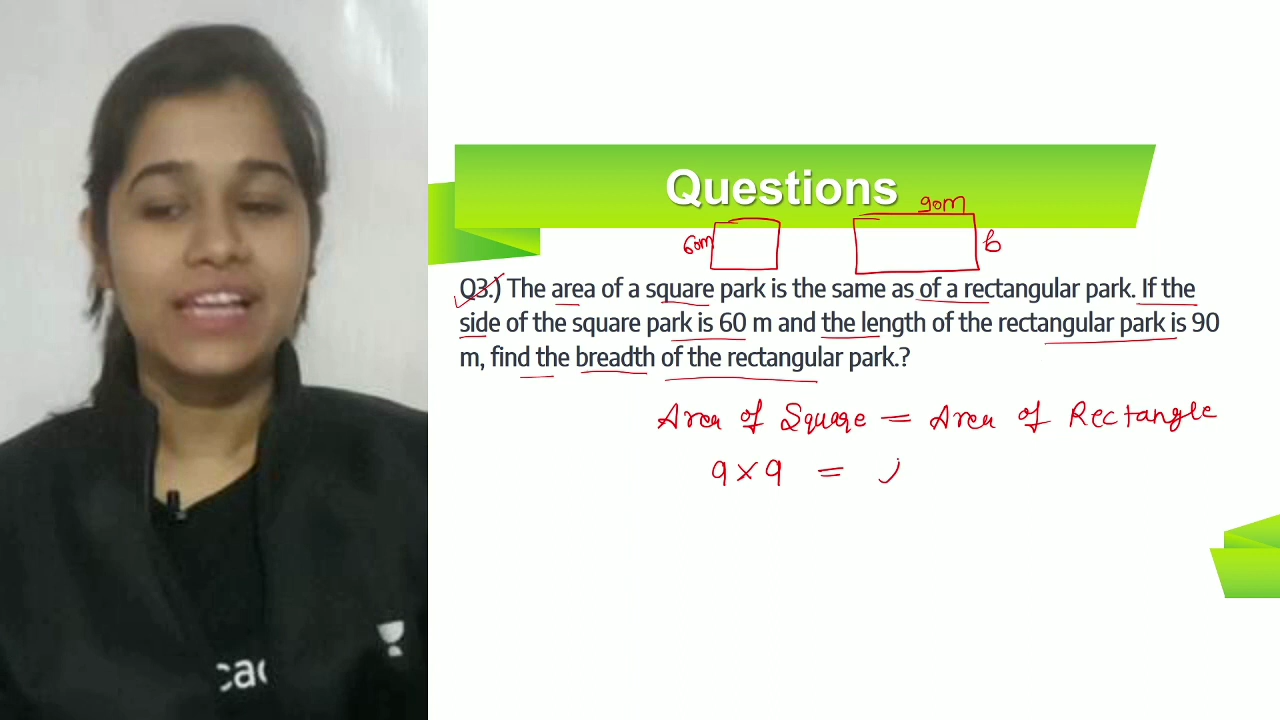 Questions
90m
60m
b
Q3.) The area of a square park is the same as of a rectangular park. If the
side of the square park is 60 m and the length of the rectangular park is 90
m, find the breadth of the rectangular park.?
Area of Square = Area of Rectangle
a×a =
cad